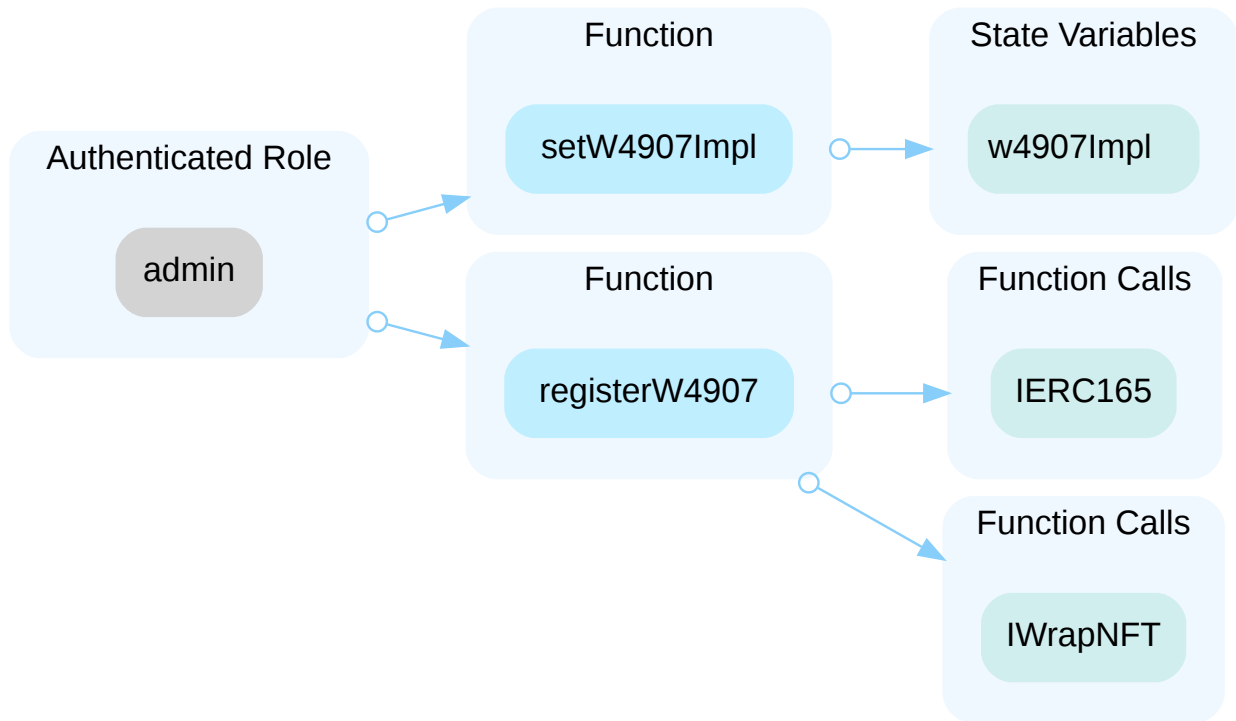 Authenticated Role
admin
Function
setW4907Impl
State Variables
w4907Impl
Function
registerW4907
Function Calls
IERC165
Function Calls
IWrapNFT